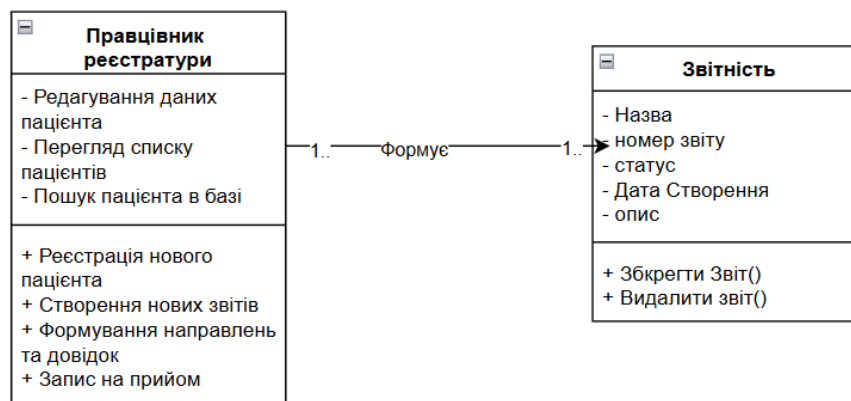 Правцівник
реєстратури
- Редагування даних
пацієнта
- Перегляд списку
пацієнтів
- Пошук пацієнта в базі
+ Реєстрація нового
пацієнта
+ Створення нових звітів
+ Формування направлень
та довідок
+ Запис на прийом
1.. Формує 1..
Звітність
- Назва
- номер звіту
- статус
- Дата Створення
- опис
+ Збкрегти Звіт()
+ Видалити звіт()